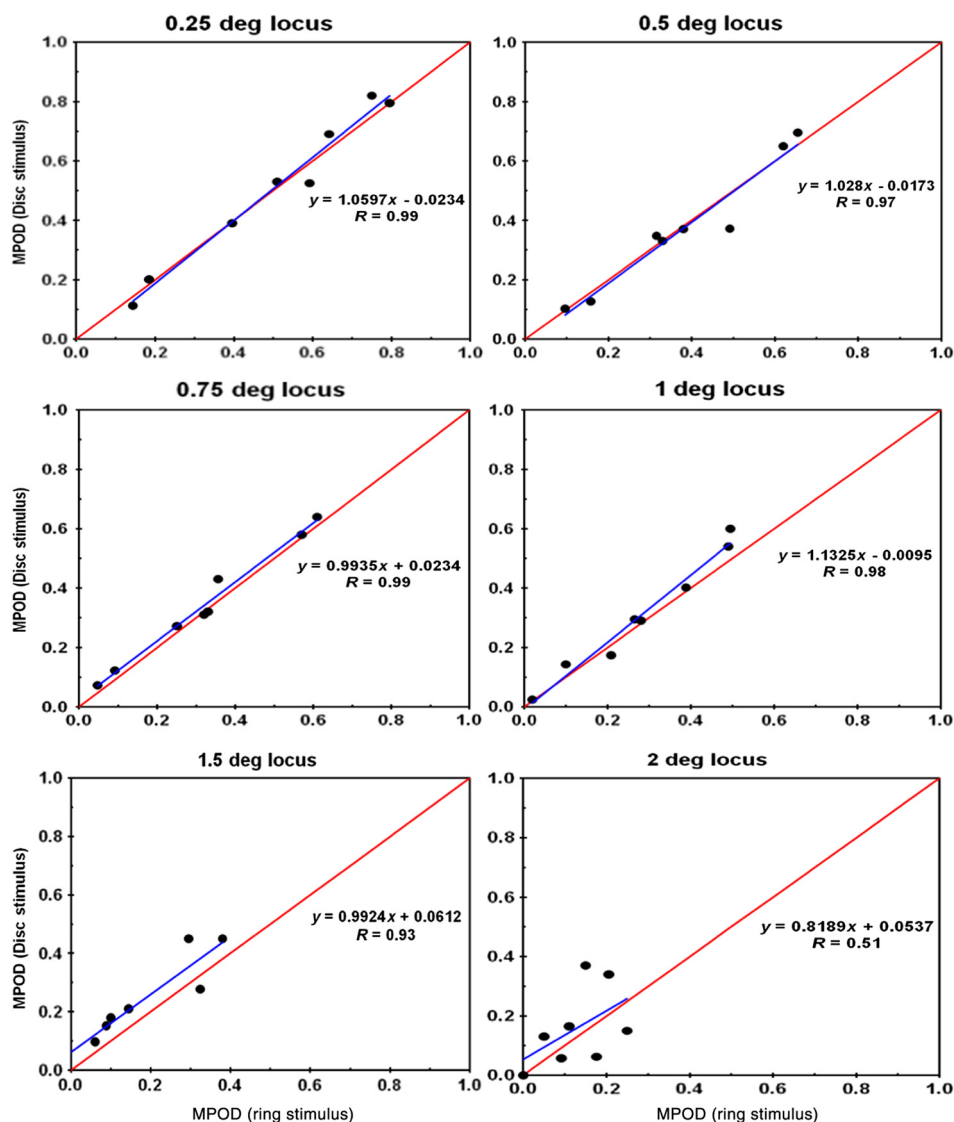 0.25 deg locus
0.5 deg locus
1.0
0.8
0.6
0.4
0.2
0.0
MPOD (Disc stimulus)
y = 1.0597x - 0.0234
R = 0.99
0.0 0.2 0.4 0.6 0.8 1.0
1.0
0.8
0.6
0.4
0.2
0.0
y = 1.028x - 0.0173
R = 0.97
0.0 0.2 0.4 0.6 0.8 1.0
0.75 deg locus
1 deg locus
1.0
0.8
0.6
0.4
0.2
0.0
MPOD (Disc stimulus)
y = 0.9935x + 0.0234
R = 0.99
0.0 0.2 0.4 0.6 0.8 1.0
1.0
0.8
0.6
0.4
0.2
0.0
y = 1.1325x - 0.0095
R = 0.98
0.0 0.2 0.4 0.6 0.8 1.0
1.5 deg locus
2 deg locus
1.0
0.8
0.6
0.4
0.2
0.0
MPOD (Disc stimulus)
y = 0.9924x + 0.0612
R = 0.93
0.0 0.2 0.4 0.6 0.8 1.0
MPOD (ring stimulus)
1.0
0.8
0.6
0.4
0.2
0.0
y = 0.8189x + 0.0537
R = 0.51
0.0 0.2 0.4 0.6 0.8 1.0
MPOD (ring stimulus)